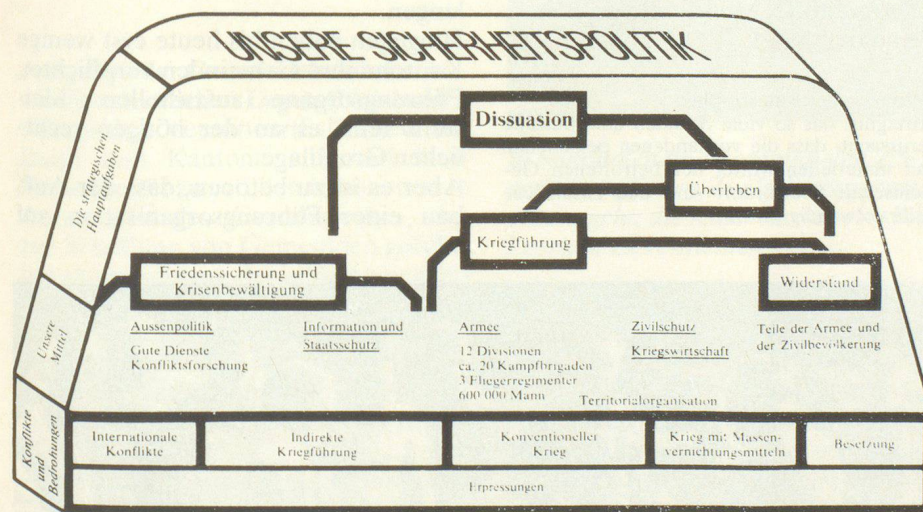 Dissuasion
Überleben
Kriegführung
Friedenssicherung und
Krisenbewältigung
Widerstand
Die strategischen
Hauptaufgaben
Unsere
Mittel
Aussenpolitik
Gute Dienste
Konfliktsforschung
Information und
Staatsschutz
Armee
12 Divisionen
ca. 20 Kampfbrigaden
3 Fliegerregimenter
600 000 Mann
Zivilschutz
Kriegswirtschaft
Teile der Armee und
der Zivilbevölkerung
Territorialorganisation
Konflikte
und
Bedrohungen
Internationale
Konflikte
Indirekte
Kriegführung
Konventioneller
Krieg
Krieg mit Massen-
vernichtungsmitteln
Besetzung
Erpressungen